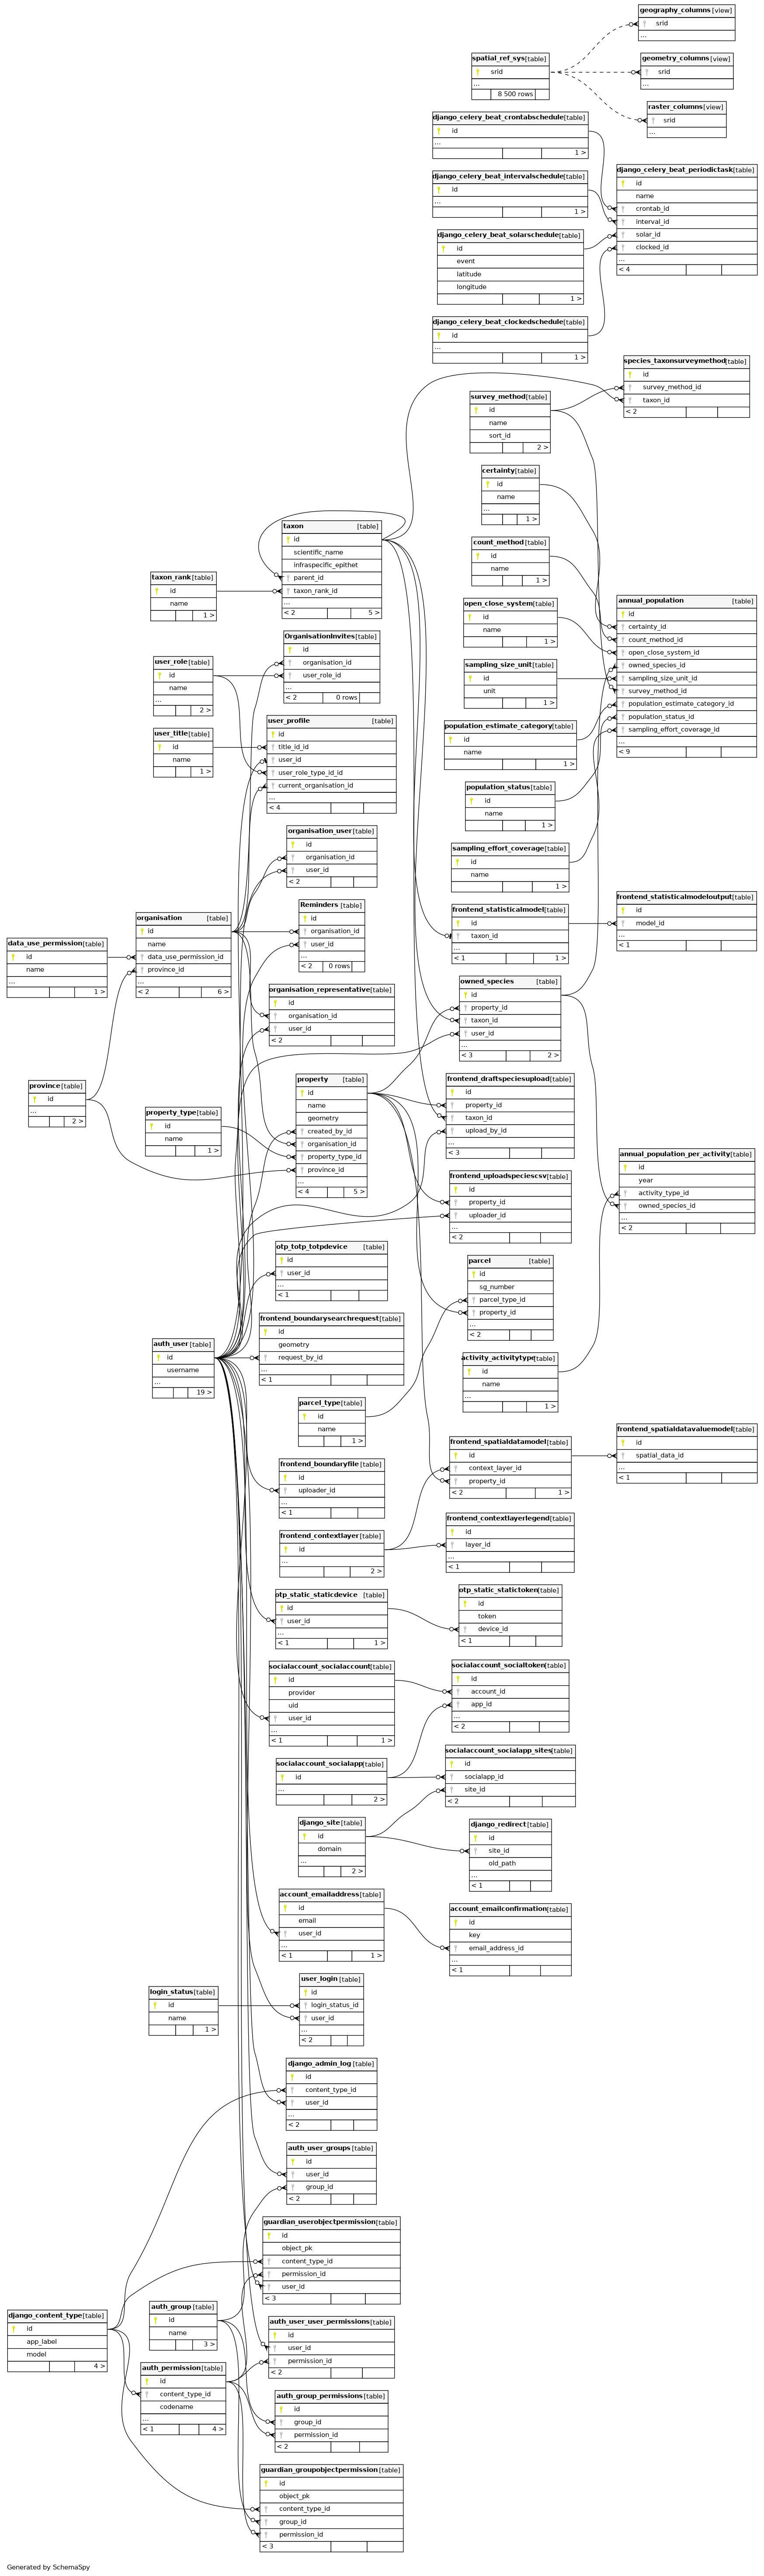 geography_columns [view]
srid
...
spatial_ref_sys [table]
srid
...
8 500 rows
geometry_columns [view]
srid
...
raster_columns [view]
srid
...
django_celery_beat_crontabschedule [table]
id
...
1 >
django_celery_beat_periodictask [table]
id
name
crontab_id
interval_id
solar_id
clocked_id
...
< 4
django_celery_beat_intervalschedule [table]
id
...
1 >
django_celery_beat_solarschedule [table]
id
event
latitude
longitude
1 >
django_celery_beat_clockedschedule [table]
id
...
1 >
species_taxonsurveymethod [table]
id
survey_method_id
taxon_id
< 2
survey_method [table]
id
name
sort_id
2 >
certainty [table]
id
name
...
1 >
taxon [table]
id
scientific_name
infraspecific_epithet
parent_id
taxon_rank_id
...
< 2 5 >
count_method [table]
id
name
1 >
taxon_rank [table]
id
name
1 >
annual_population [table]
id
certainty_id
count_method_id
open_close_system_id
owned_species_id
sampling_size_unit_id
survey_method_id
population_estimate_category_id
population_status_id
sampling_effort_coverage_id
...
< 9
open_close_system [table]
id
name
1 >
OrganisationInvites [table]
id
organisation_id
user_role_id
...
< 2 0 rows
user_role [table]
id
name
...
2 >
sampling_size_unit [table]
id
unit
1 >
user_profile [table]
id
title_id_id
user_id
user_role_type_id_id
current_organisation_id
...
< 4
user_title [table]
id
name
1 >
population_estimate_category [table]
id
name
1 >
population_status [table]
id
name
1 >
organisation_user [table]
id
organisation_id
user_id
< 2
sampling_effort_coverage [table]
id
name
1 >
Reminders [table]
id
organisation_id
user_id
...
< 2 0 rows
frontend_statisticalmodel [table]
id
taxon_id
...
< 1 1 >
frontend_statisticalmodeloutput [table]
id
model_id
...
< 1
organisation [table]
id
name
data_use_permission_id
province_id
...
< 2 6 >
data_use_permission [table]
id
name
...
1 >
organisation_representative [table]
id
organisation_id
user_id
< 2
owned_species [table]
id
property_id
taxon_id
user_id
...
< 3 2 >
province [table]
id
...
2 >
property [table]
id
name
geometry
created_by_id
organisation_id
property_type_id
province_id
...
< 4 5 >
property_type [table]
id
name
1 >
frontend_draftspeciesupload [table]
id
property_id
taxon_id
upload_by_id
...
< 3
annual_population_per_activity [table]
id
year
activity_type_id
owned_species_id
...
< 2
frontend_uploadspeciescsv [table]
id
property_id
uploader_id
...
< 2
otp_totp_totpdevice [table]
id
user_id
...
< 1
parcel [table]
id
sg_number
parcel_type_id
property_id
...
< 2
frontend_boundarysearchrequest [table]
id
geometry
request_by_id
...
< 1
auth_user [table]
id
username
...
19 >
activity_activitytype [table]
id
name
...
1 >
parcel_type [table]
id
name
1 >
frontend_spatialdatamodel [table]
id
context_layer_id
property_id
< 2 1 >
frontend_spatialdatavaluemodel [table]
id
spatial_data_id
...
< 1
frontend_boundaryfile [table]
id
uploader_id
...
< 1
frontend_contextlayer [table]
id
...
2 >
frontend_contextlayerlegend [table]
id
layer_id
...
< 1
otp_static_staticdevice [table]
id
user_id
...
< 1 1 >
otp_static_statictoken [table]
id
token
device_id
< 1
socialaccount_socialaccount [table]
id
provider
uid
user_id
...
< 1 1 >
socialaccount_socialtoken [table]
id
account_id
app_id
...
< 2
socialaccount_socialapp [table]
id
...
2 >
socialaccount_socialapp_sites [table]
id
socialapp_id
site_id
< 2
django_site [table]
id
domain
...
2 >
django_redirect [table]
id
site_id
old_path
...
< 1
account_emailaddress [table]
id
email
user_id
...
< 1 1 >
account_emailconfirmation [table]
id
key
email_address_id
...
< 1
user_login [table]
id
login_status_id
user_id
...
< 2
login_status [table]
id
name
1 >
django_admin_log [table]
id
content_type_id
user_id
...
< 2
auth_user_groups [table]
id
user_id
group_id
< 2
guardian_userobjectpermission [table]
id
object_pk
content_type_id
permission_id
user_id
< 3
auth_group [table]
id
name
3 >
django_content_type [table]
id
app_label
model
4 >
auth_user_user_permissions [table]
id
user_id
permission_id
< 2
auth_permission [table]
id
content_type_id
codename
...
< 1 4 >
auth_group_permissions [table]
id
group_id
permission_id
< 2
guardian_groupobjectpermission [table]
id
object_pk
content_type_id
group_id
permission_id
< 3
Generated by SchemaSpy